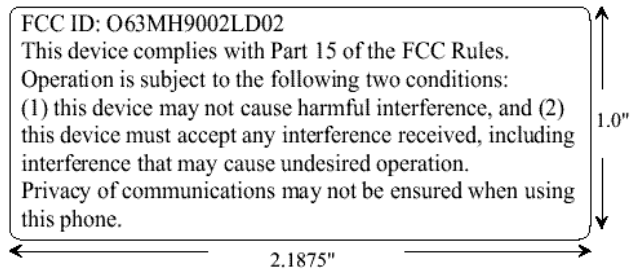 FCC ID: O63MH9002LD02
This device complies with Part 15 of the FCC Rules.
Operation is subject to the following two conditions:
(1) this device may not cause harmful interference, and (2)
this device must accept any interference received, including
interference that may cause undesired operation.
Privacy of communications may not be ensured when using
this phone.
1.0"
2.1875"